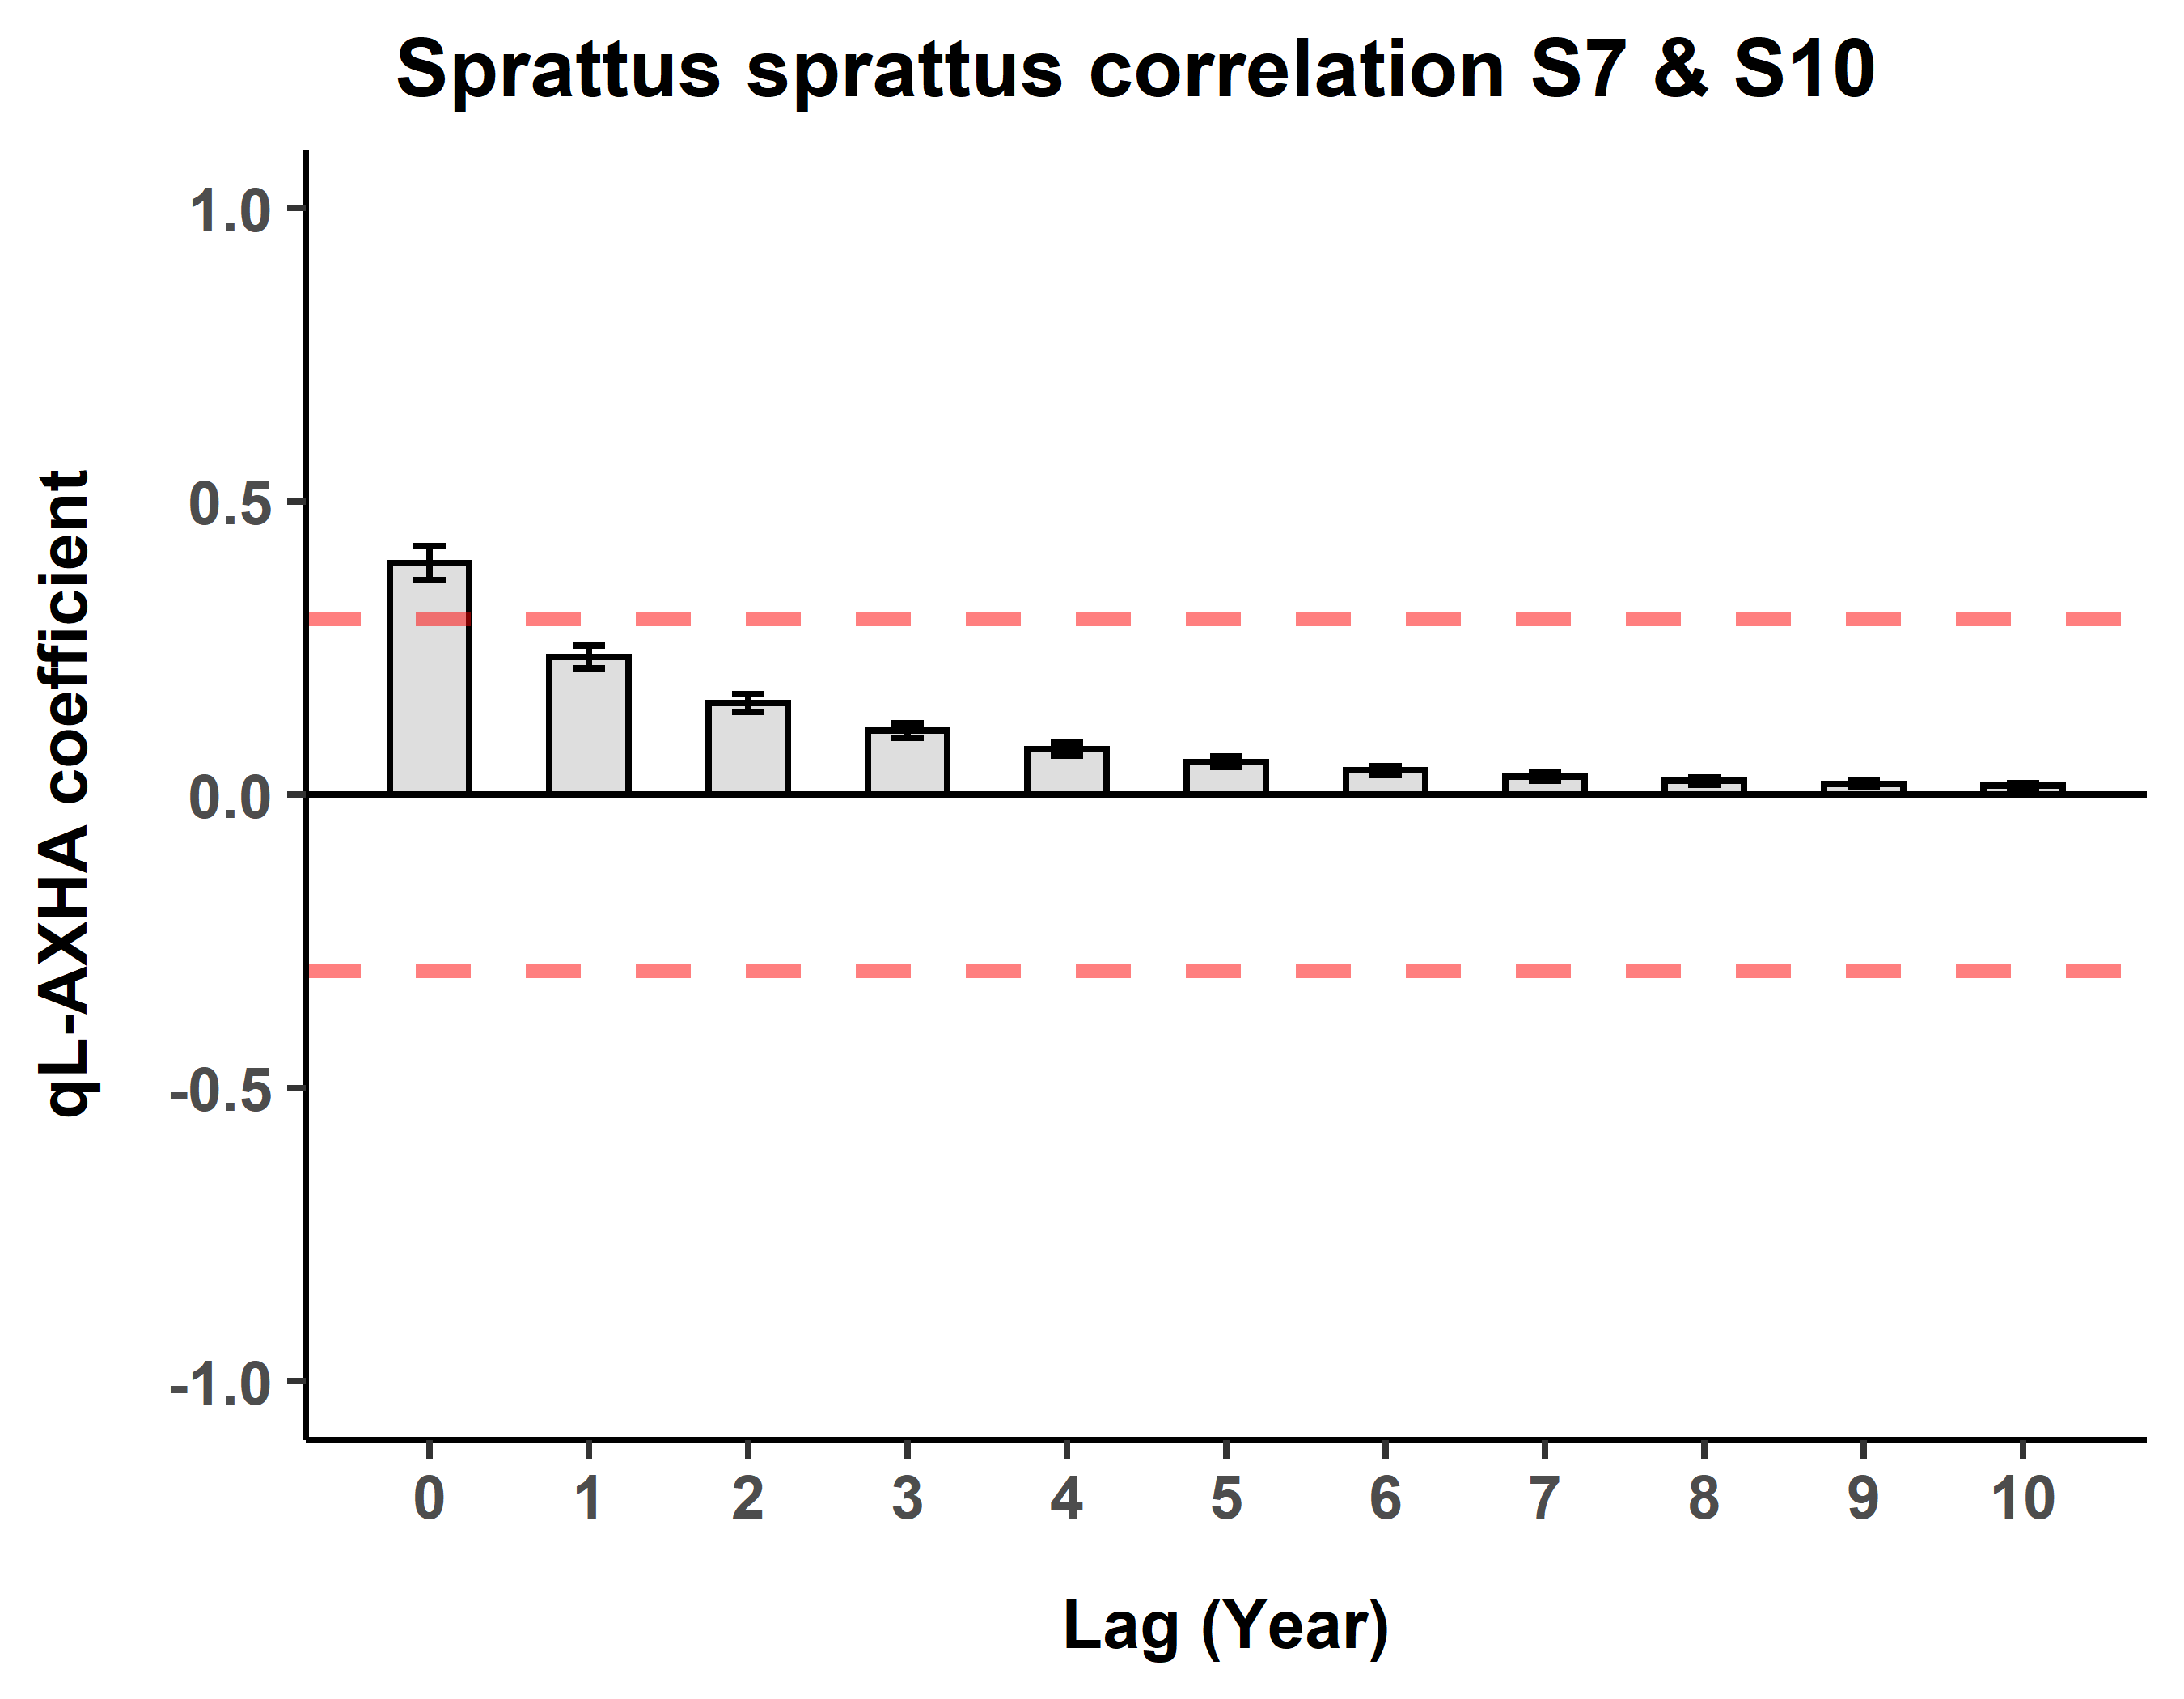 Sprattus sprattus correlation S7 & S10
qL-AXHA coefficient
1.0
0.5
0.0
-0.5
-1.0
0 1 2 3 4 5 6 7 8 9 10
Lag (Year)